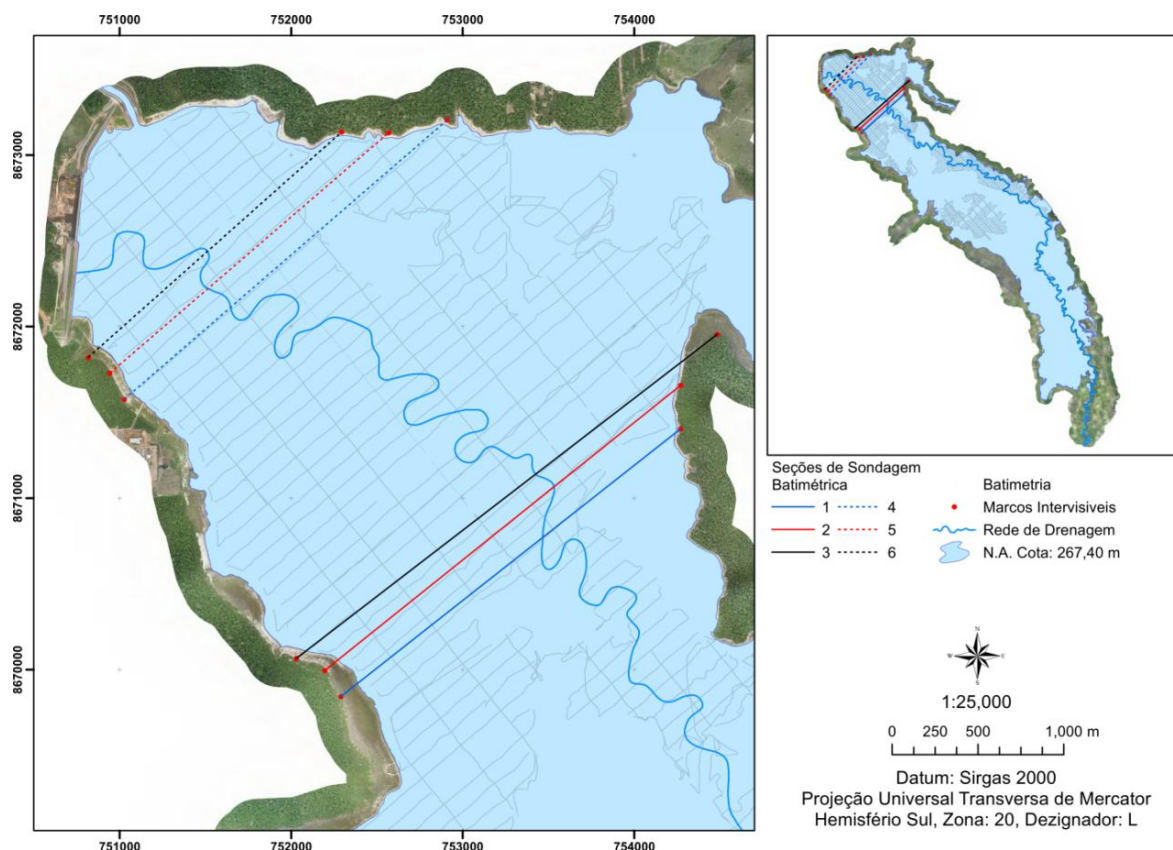 751000 752000 753000 754000
8673000
8672000
8671000
8670000
751000 752000 753000 754000
Seções de Sondagem
Batimétrica
1 4
2 5
3 6
Batimetria
Marcos Intervisiveis
Rede de Drenagem
N.A. Cota: 267,40 m
N
W E
S
1:25,000
0 250 500 1,000 m
Datum: Sirgas 2000
Projeção Universal Transversa de Mercator
Hemisfério Sul, Zona: 20, Dezignador: L